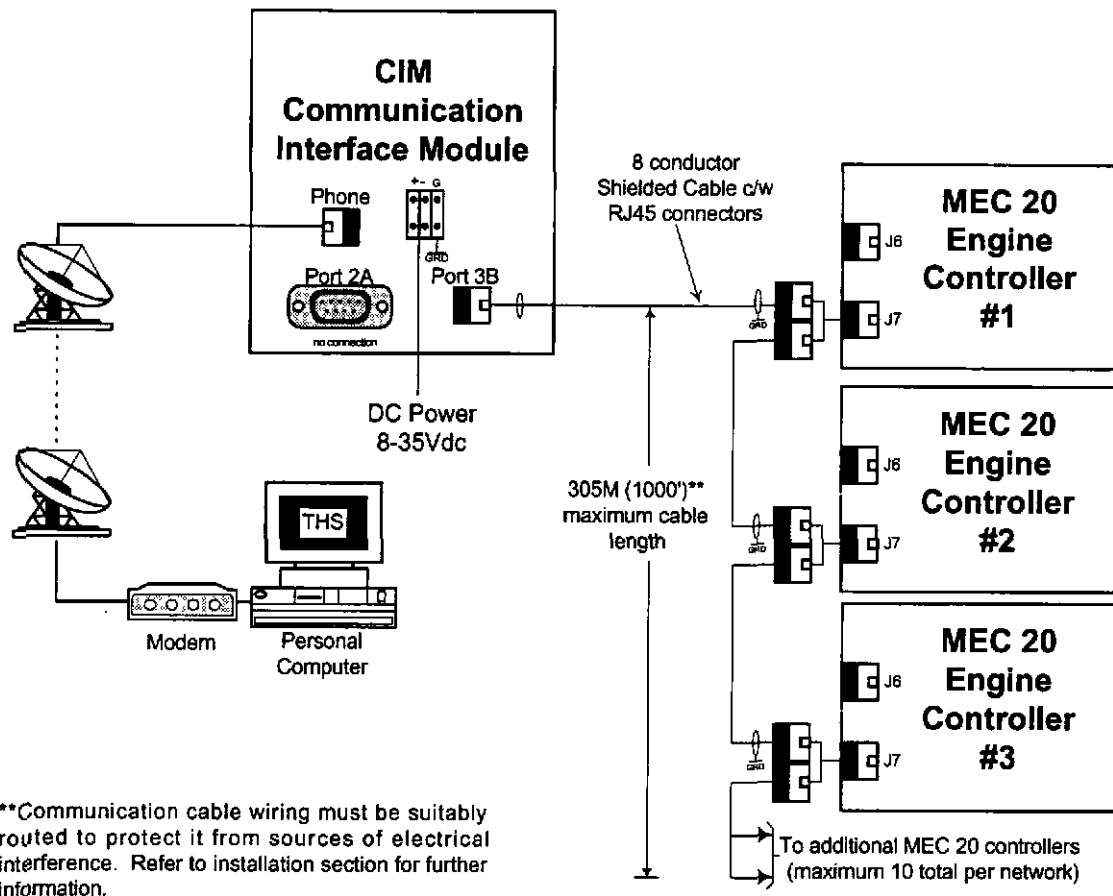 CIM
Communication
Interface Module
Phone
+- G
GRD
Port 2A
no connection
Port 3B
DC Power
8-35Vdc
8 conductor
Shielded Cable c/w
RJ45 connectors
GRD
MEC 20
Engine
Controller
#1
J6
J7
305M (1000')**
maximum cable
length
GRD
MEC 20
Engine
Controller
#2
J6
J7
GRD
MEC 20
Engine
Controller
#3
J6
J7
THS
Modem
Personal
Computer
To additional MEC 20 controllers
(maximum 10 total per network)
**Communication cable wiring must be suitably
routed to protect it from sources of electrical
interference. Refer to installation section for further
information.